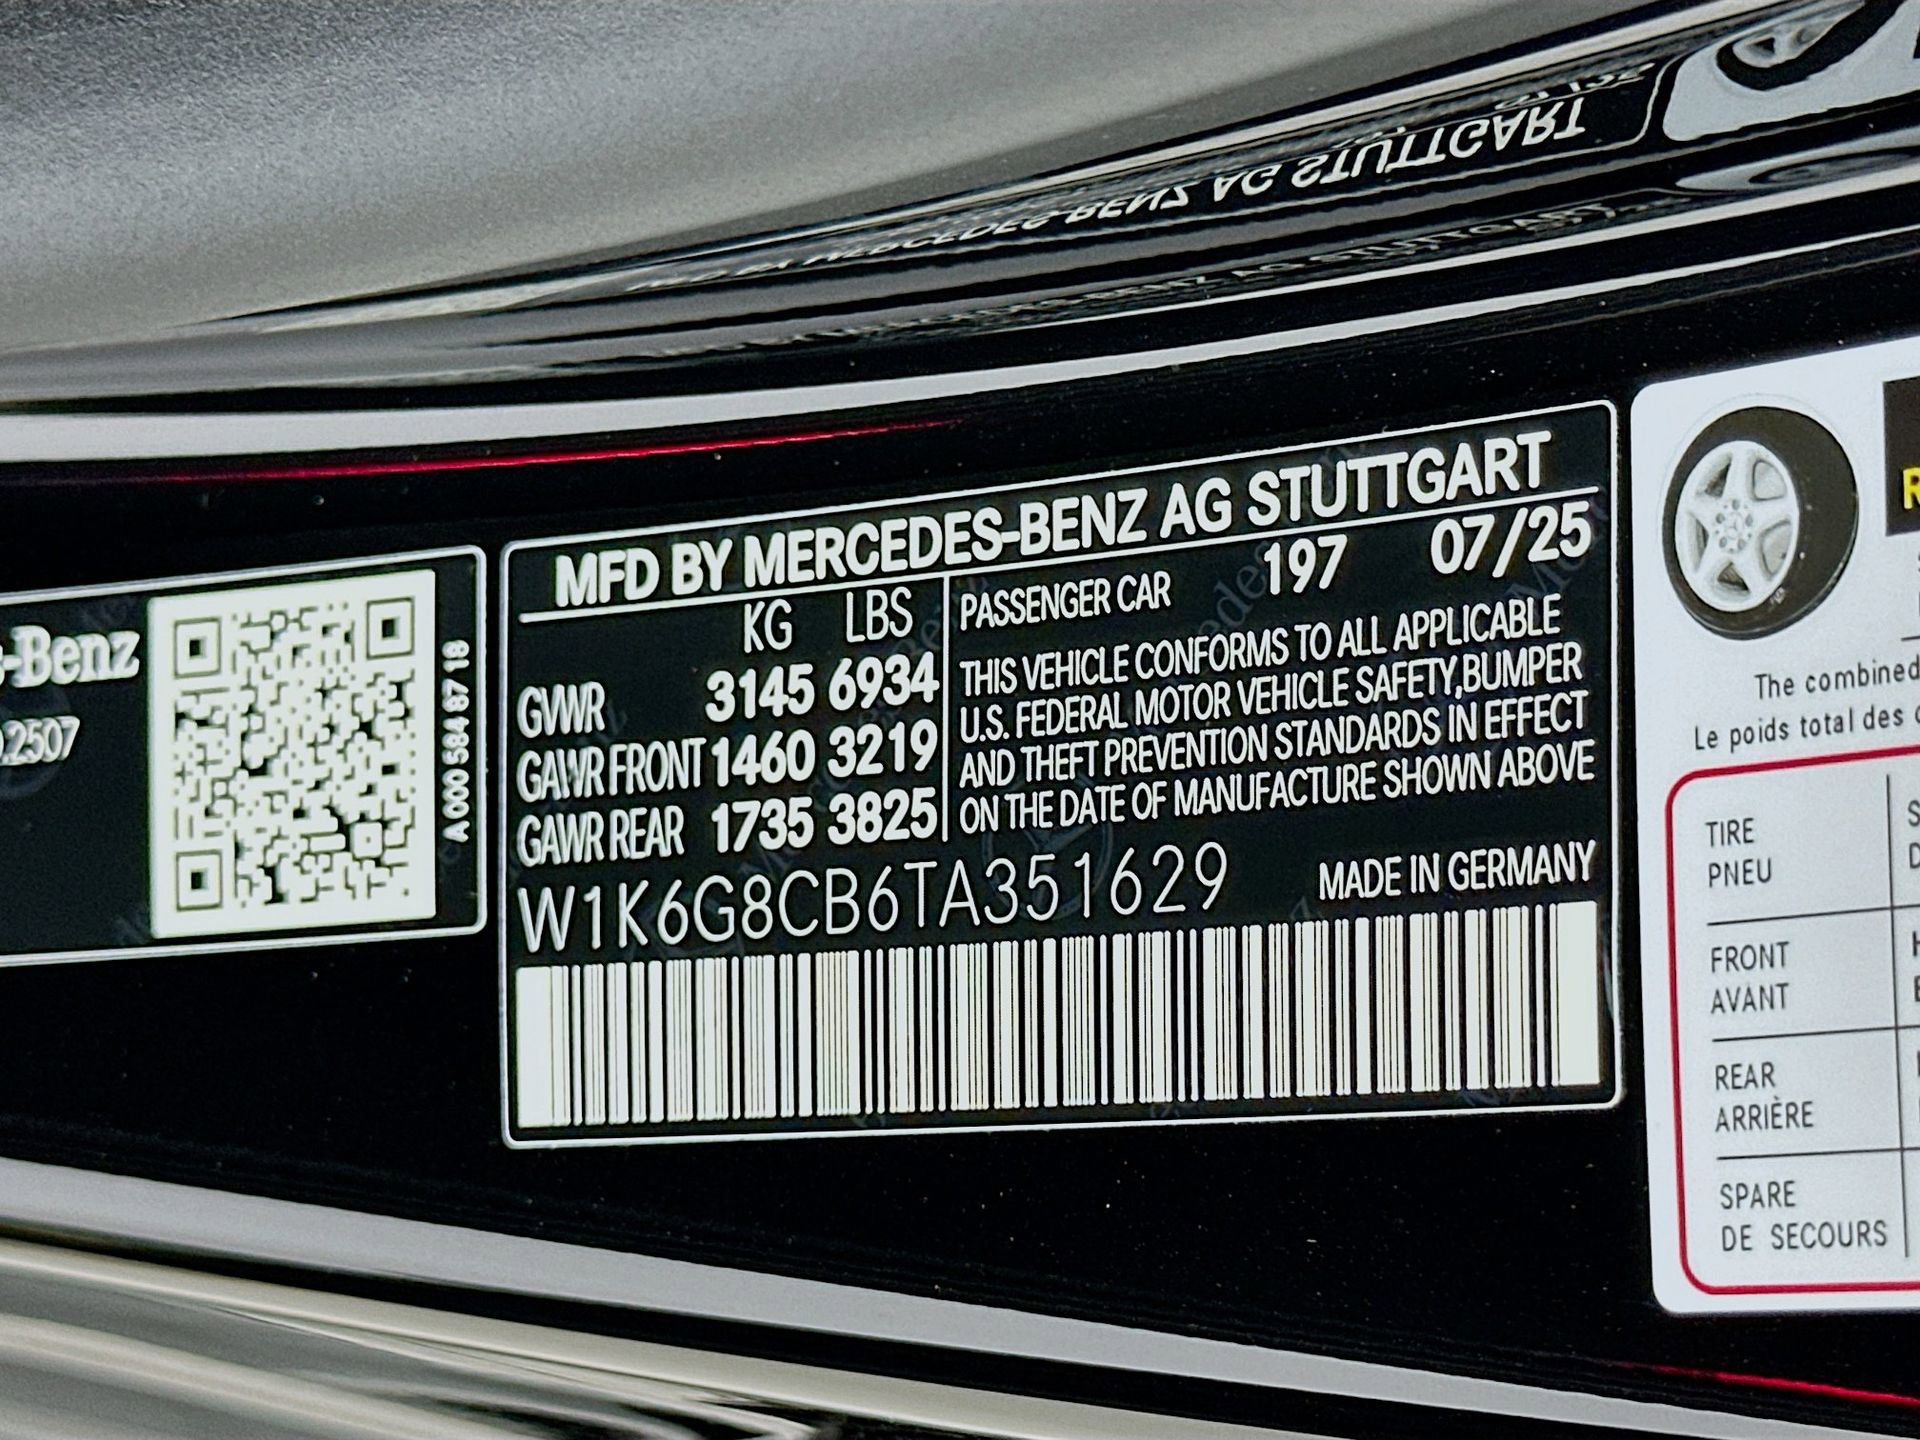 -Benz
.2507
A 000 584 87 18
MFD BY MERCEDES-BENZ AG STUTTGART
KG LBS
GVWR 3145 6934
GAWR FRONT 1460 3219
GAWR REAR 1735 3825
PASSENGER CAR 197 07/25
THIS VEHICLE CONFORMS TO ALL APPLICABLE
U.S. FEDERAL MOTOR VEHICLE SAFETY,BUMPER
AND THEFT PREVENTION STANDARDS IN EFFECT
ON THE DATE OF MANUFACTURE SHOWN ABOVE
W1K6G8CB6TA351629 MADE IN GERMANY
The combined
Le poids total des
TIRE
PNEU
FRONT
AVANT
REAR
ARRIÈRE
SPARE
DE SECOURS